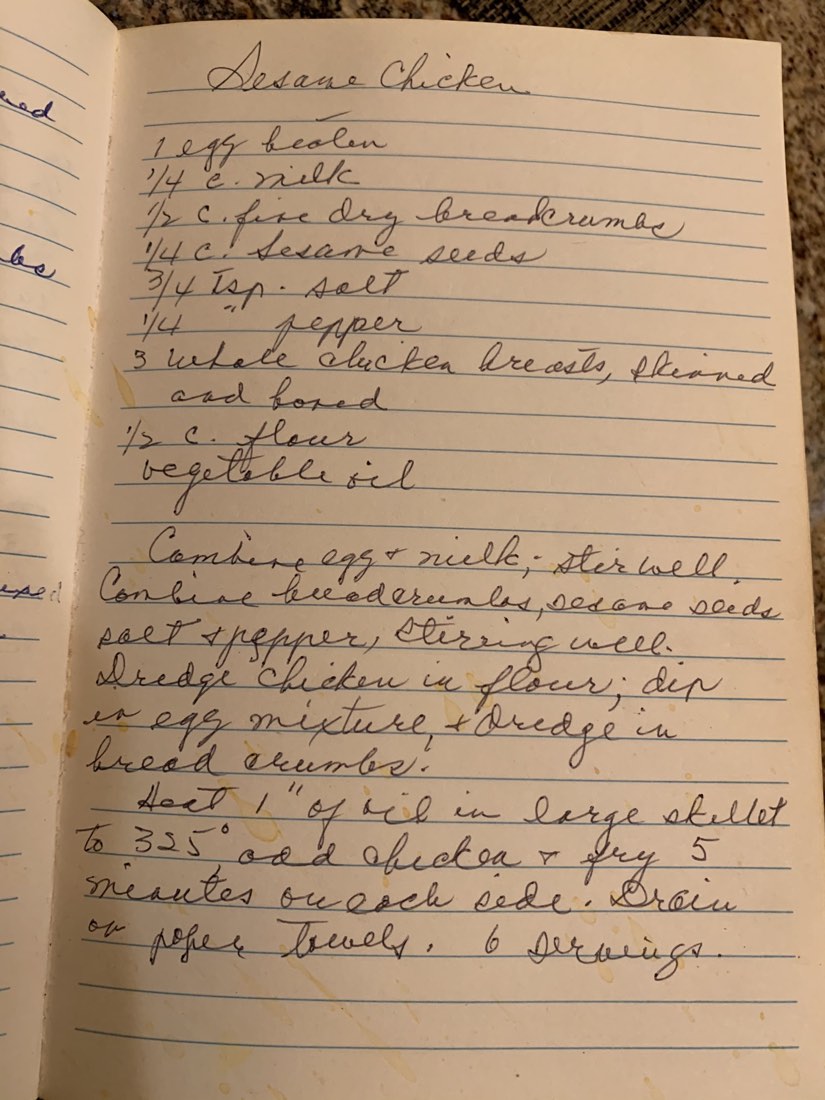 ed
bs
ixed
Sesame Chicken
1 egg beaten
1/4 c. milk
1/2 c. fine dry breadcrumbs
1/4 c. Sesame seeds
3/4 Tsp. salt
1/4 " pepper
3 whole chicken breasts, skinned
and boned
1/2 c. flour
vegetable oil
Combine egg + milk; stir well.
Combine breadcrumbs, sesame seeds
salt + pepper, stirring well.
Dredge chicken in flour; dip
in egg mixture, + dredge in
bread crumbs.
Heat 1" of oil in large skillet
to 325°, add chicken + fry 5
minutes on each side. Drain
on paper towels. 6 servings.